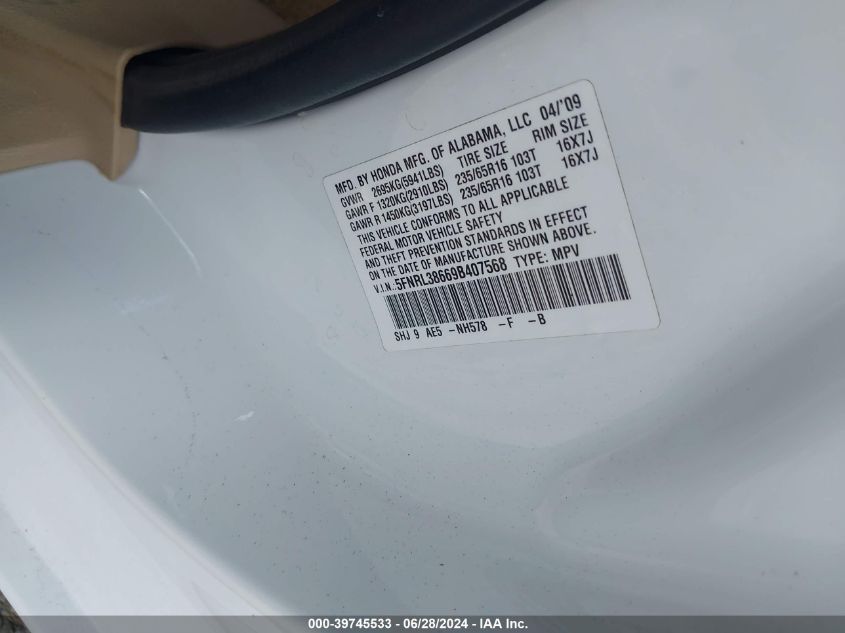 MFD. BY HONDA MFG. OF ALABAMA, LLC 04/'09
GVWR 2695KG(5941LBS) TIRE SIZE RIM SIZE
GAWR F 1320KG(2910LBS) 235/65R16 103T 16X7J
GAWR R 1450KG(3197LBS) 235/65R16 103T 16X7J
THIS VEHICLE CONFORMS TO ALL APPLICABLE
FEDERAL MOTOR VEHICLE SAFETY
AND THEFT PREVENTION STANDARDS IN EFFECT
ON THE DATE OF MANUFACTURE SHOWN ABOVE.
V.I.N.: 5FNRL38669B407568 TYPE: MPV
SHJ 9 AE5 -NH578 -F -B
000-39745533 - 06/28/2024 - IAA Inc.